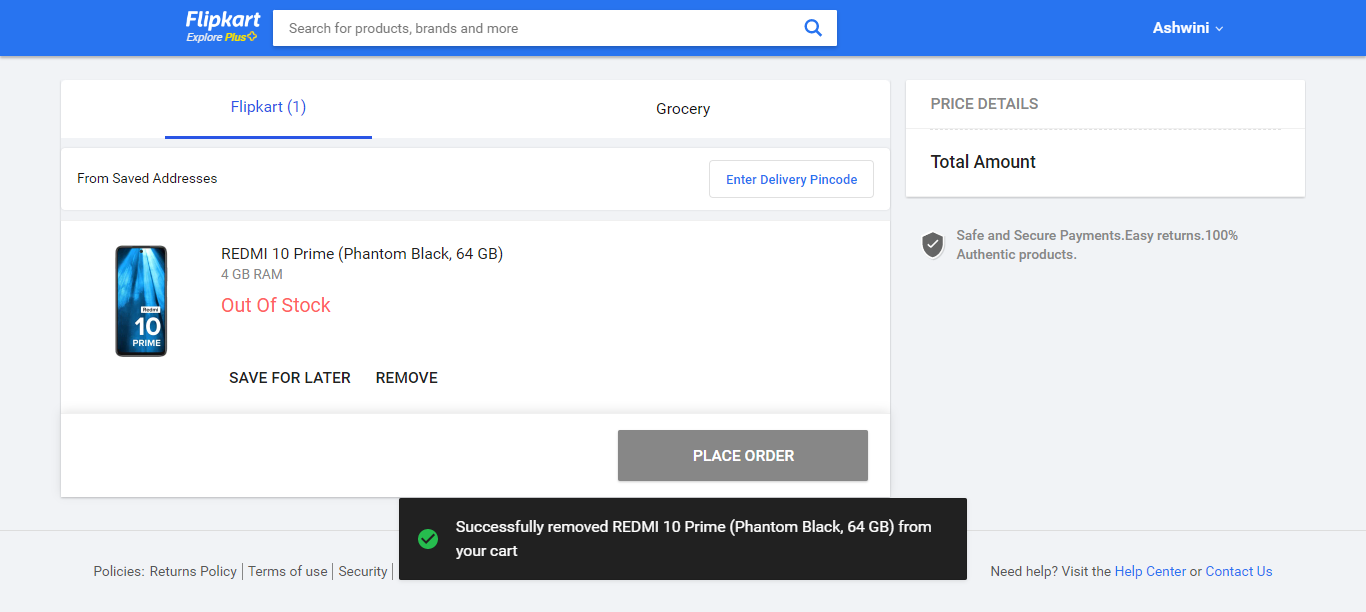 Flipkart
Explore Plus
Search for products, brands and more
Ashwini
Flipkart (1)
Grocery
From Saved Addresses
Enter Delivery Pincode
REDMI 10 Prime (Phantom Black, 64 GB)
4 GB RAM
Out Of Stock
Redmi
10
PRIME
SAVE FOR LATER
REMOVE
PLACE ORDER
PRICE DETAILS
Total Amount
Safe and Secure Payments.Easy returns.100%
Authentic products.
Successfully removed REDMI 10 Prime (Phantom Black, 64 GB) from
your cart
Policies: Returns Policy | Terms of use | Security |
Need help? Visit the Help Center or Contact Us